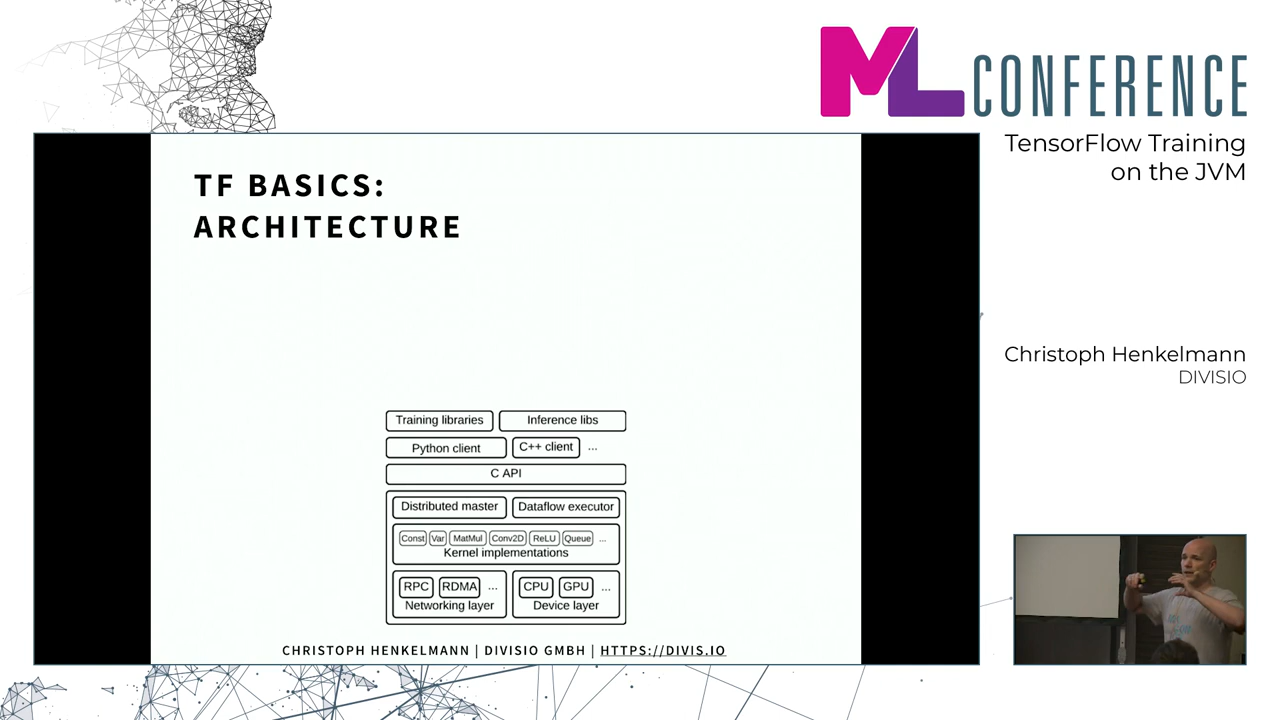 ML CONFERENCE
TensorFlow Training
on the JVM
TF BASICS:
ARCHITECTURE
Training libraries
Inference libs
Python client
C++ client
...
C API
Distributed master
Dataflow executor
Const
Var
MatMul
Conv2D
ReLU
Queue
...
Kernel implementations
RPC
RDMA
...
Networking layer
CPU
GPU
...
Device layer
CHRISTOPH HENKELMANN | DIVISIO GMBH | HTTPS://DIVIS.IO
Christoph Henkelmann
DIVISIO